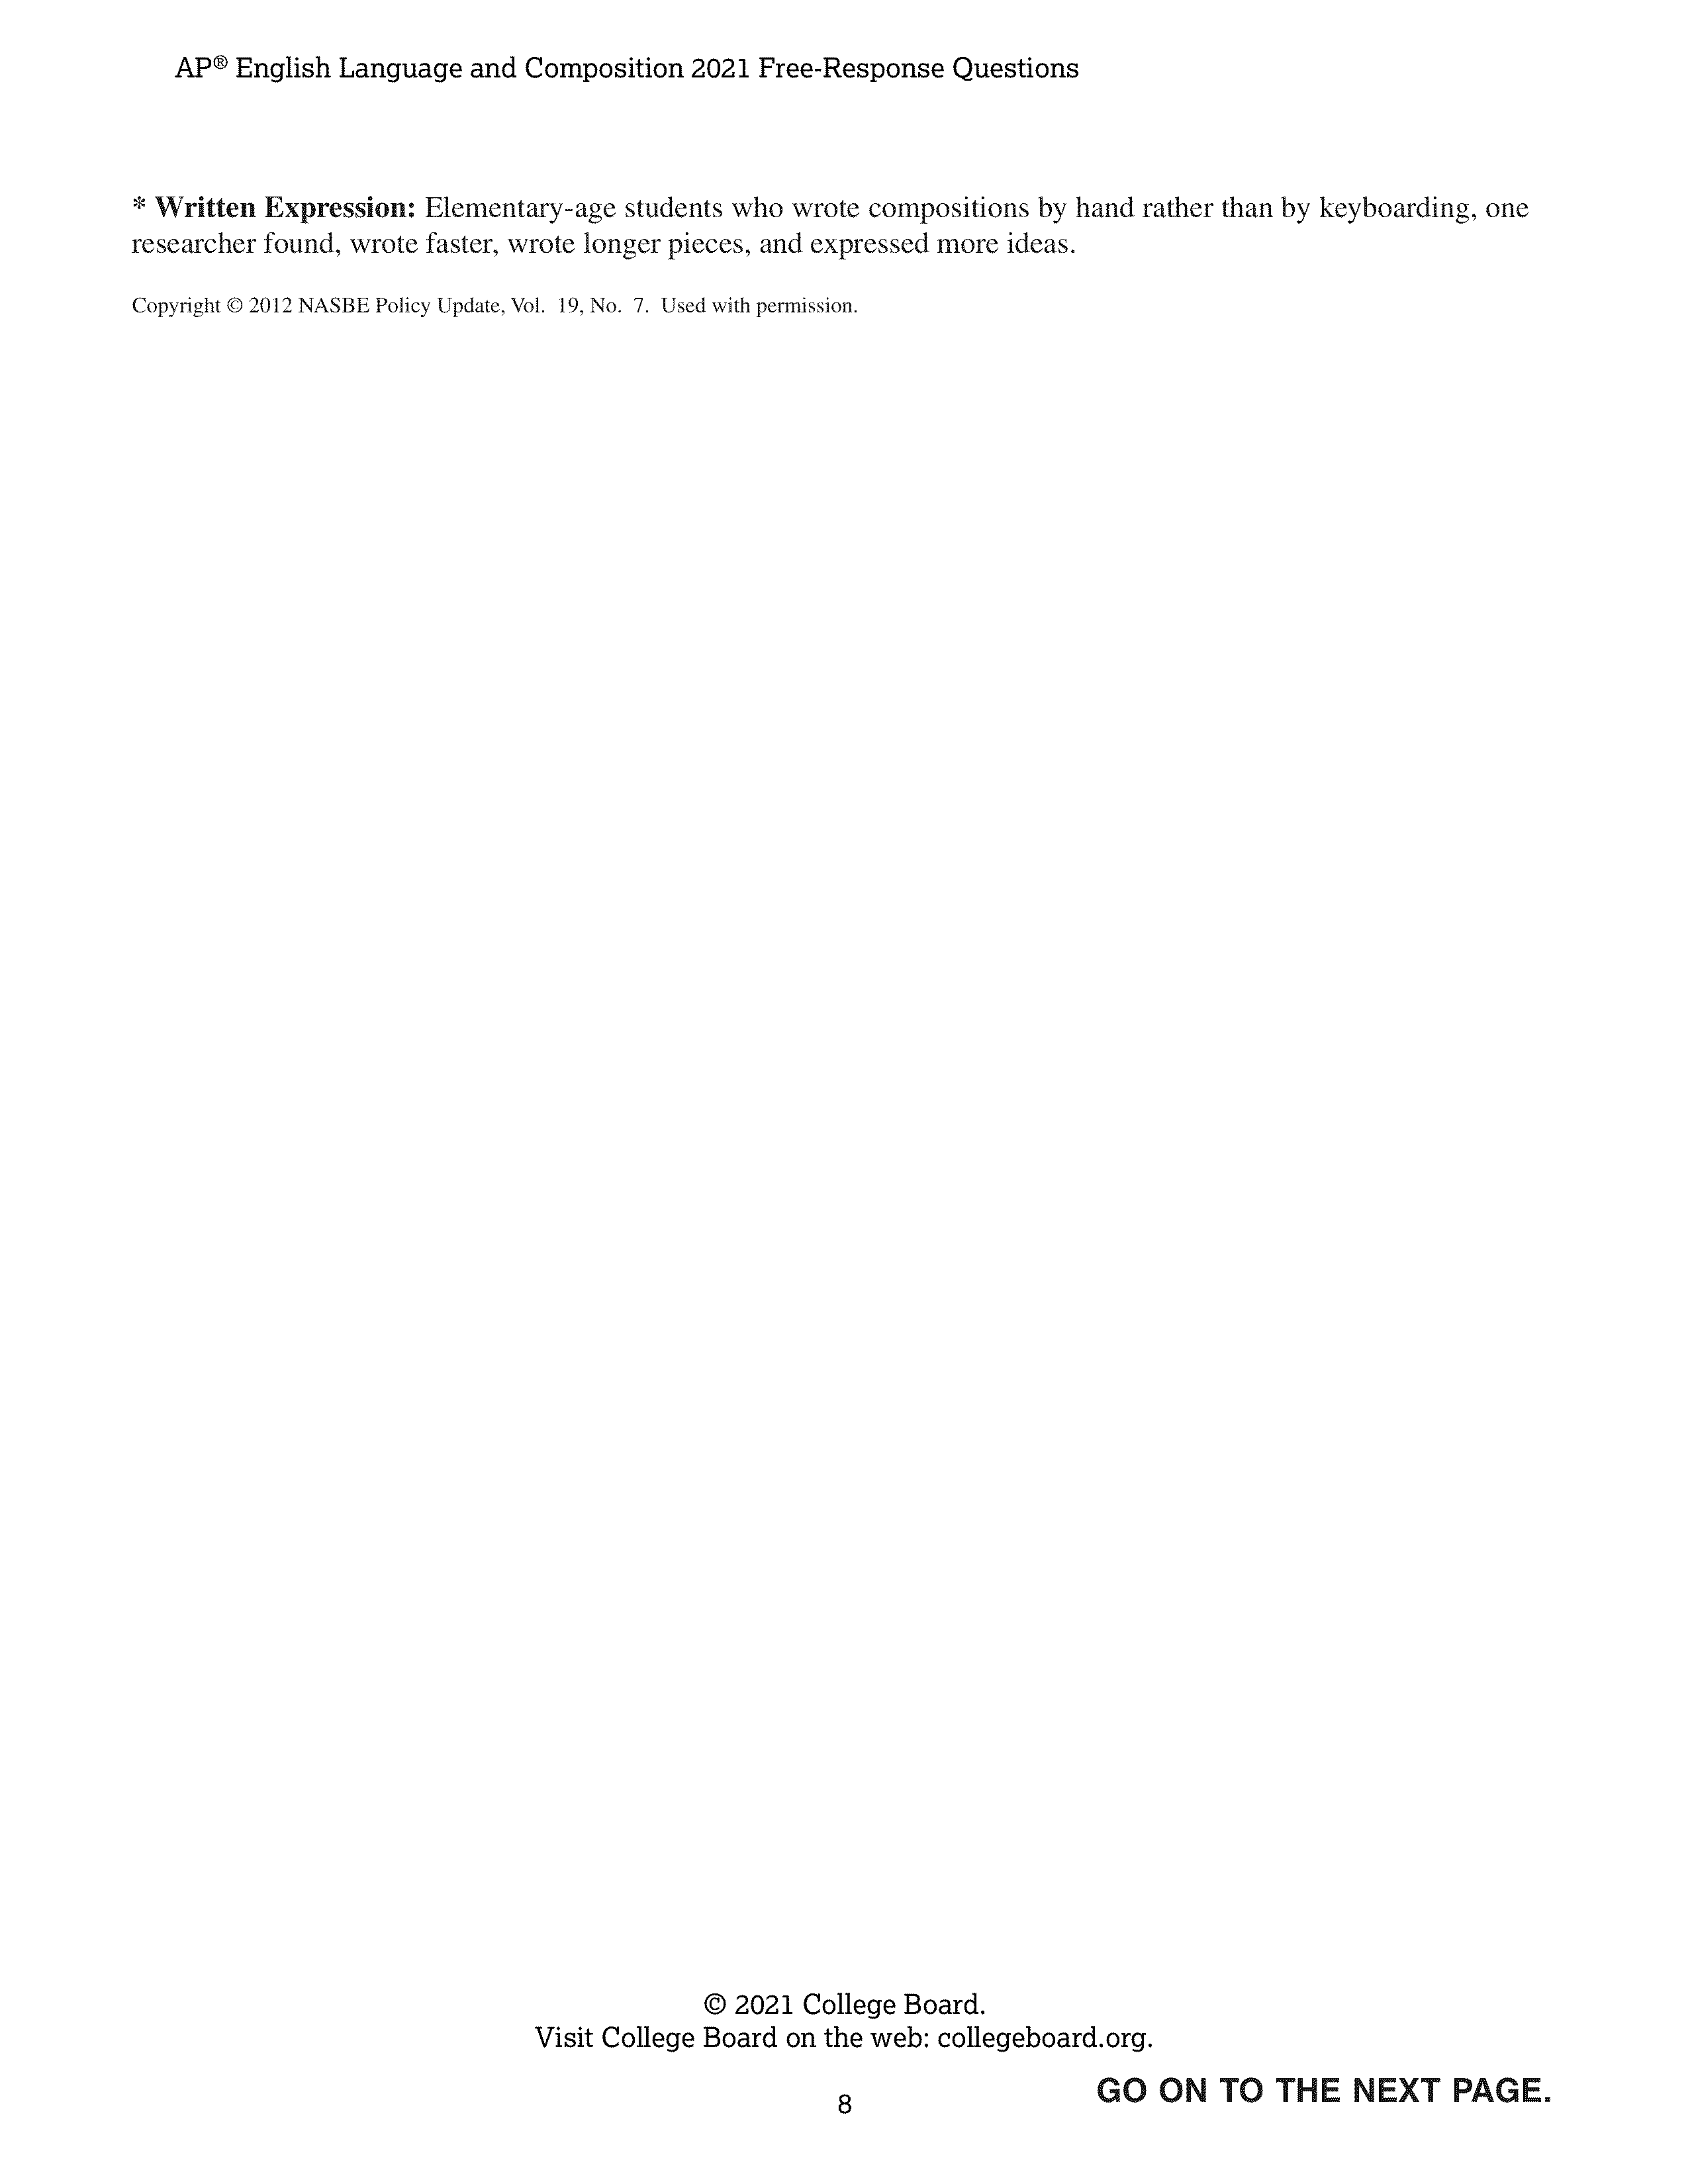 AP® English Language and Composition 2021 Free-Response Questions
* Written Expression: Elementary-age students who wrote compositions by hand rather than by keyboarding, one
researcher found, wrote faster, wrote longer pieces, and expressed more ideas.
Copyright © 2012 NASBE Policy Update, Vol. 19, No. 7. Used with permission.
© 2021 College Board.
Visit College Board on the web: collegeboard.org.
GO ON TO THE NEXT PAGE.
8